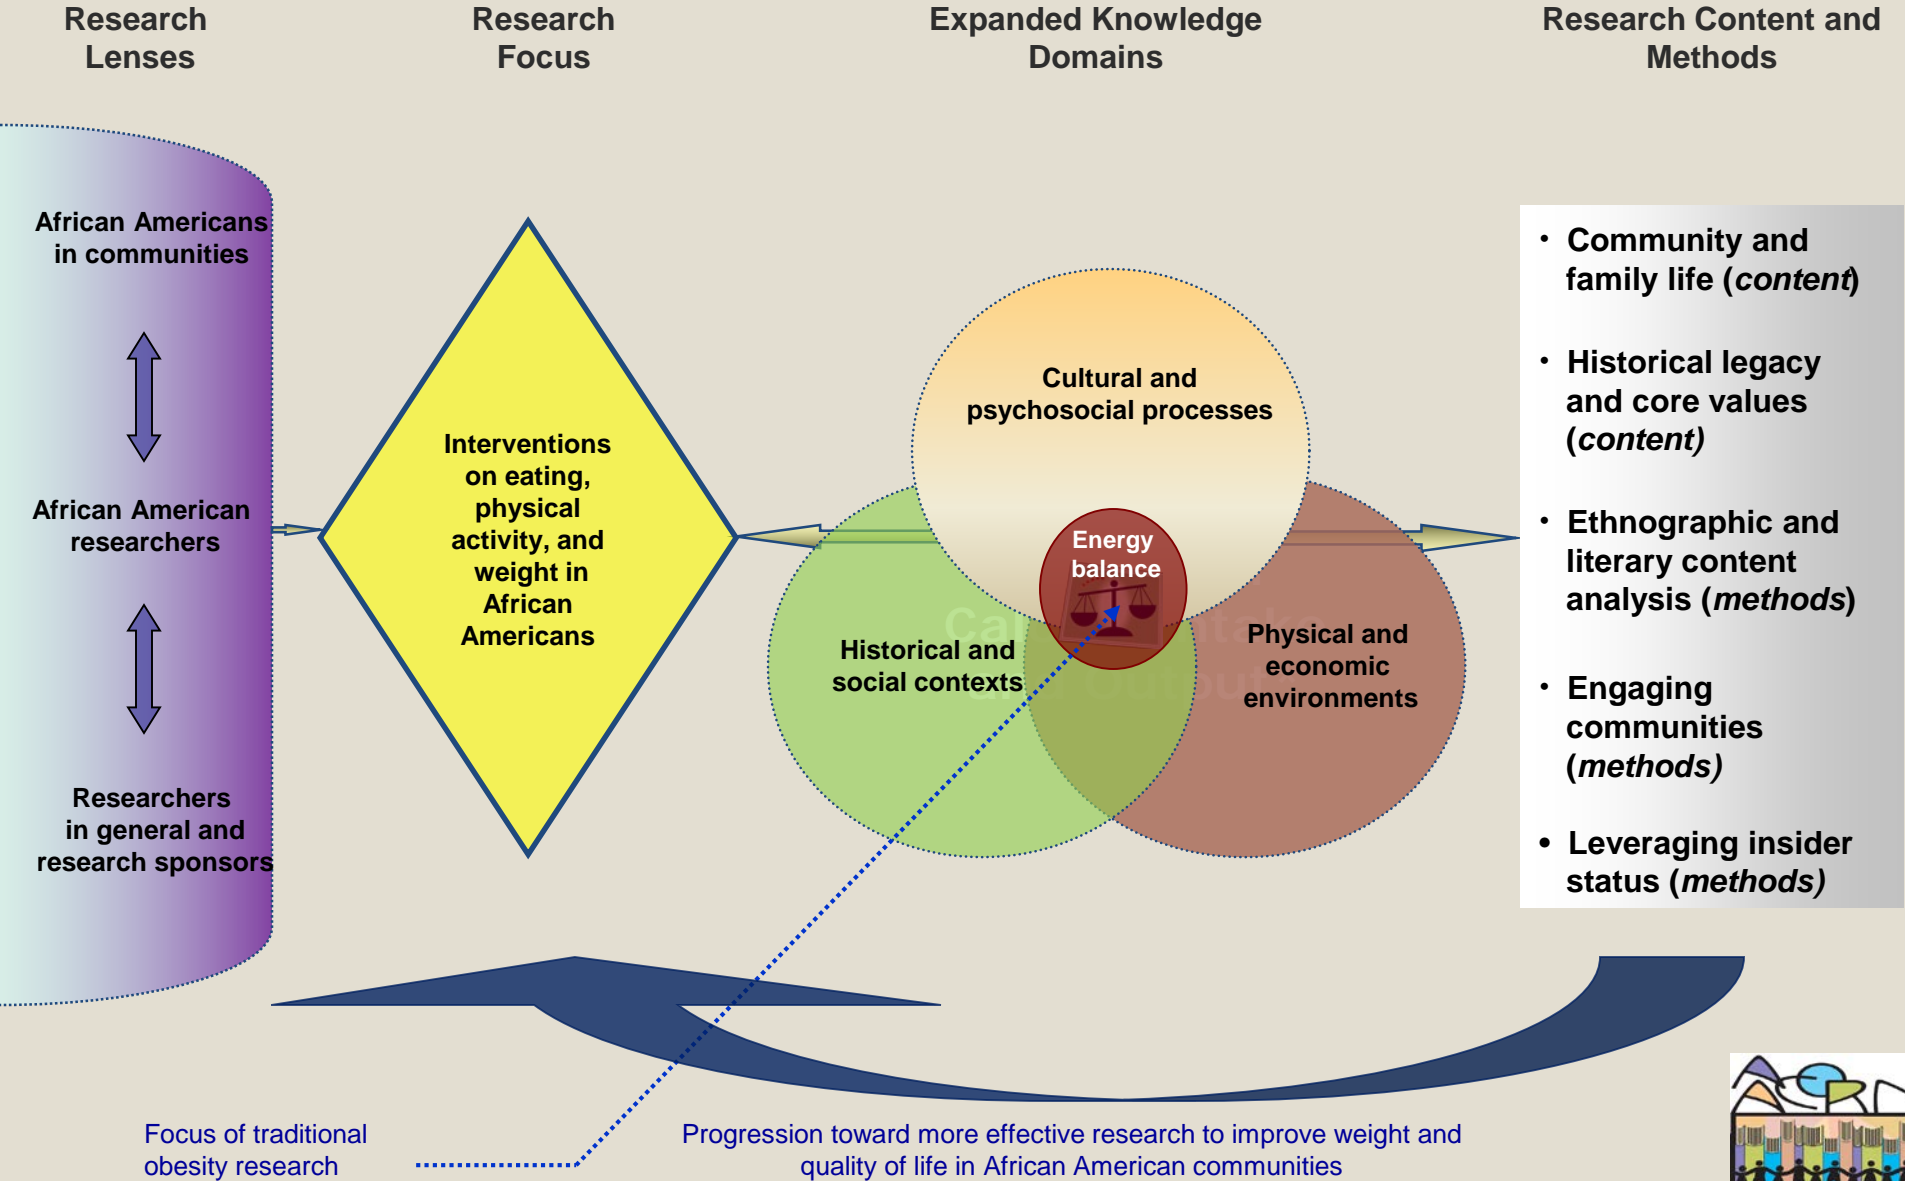 Research
Lenses
Research
Focus
Expanded Knowledge
Domains
Research Content and
Methods
African Americans
in communities
African American
researchers
Researchers
in general and
research sponsors
Interventions
on eating,
physical
activity, and
weight in
African
Americans
Cultural and
psychosocial processes
Energy
balance
Historical and
social contexts
Physical and
economic
environments
• Community and
family life (content)
• Historical legacy
and core values
(content)
• Ethnographic and
literary content
analysis (methods)
• Engaging
communities
(methods)
• Leveraging insider
status (methods)
Focus of traditional
obesity research
Progression toward more effective research to improve weight and
quality of life in African American communities